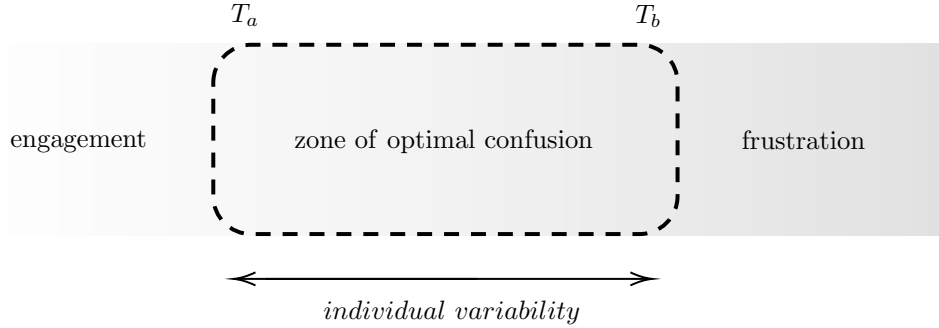 T_a T_b
engagement zone of optimal confusion frustration
individual variability